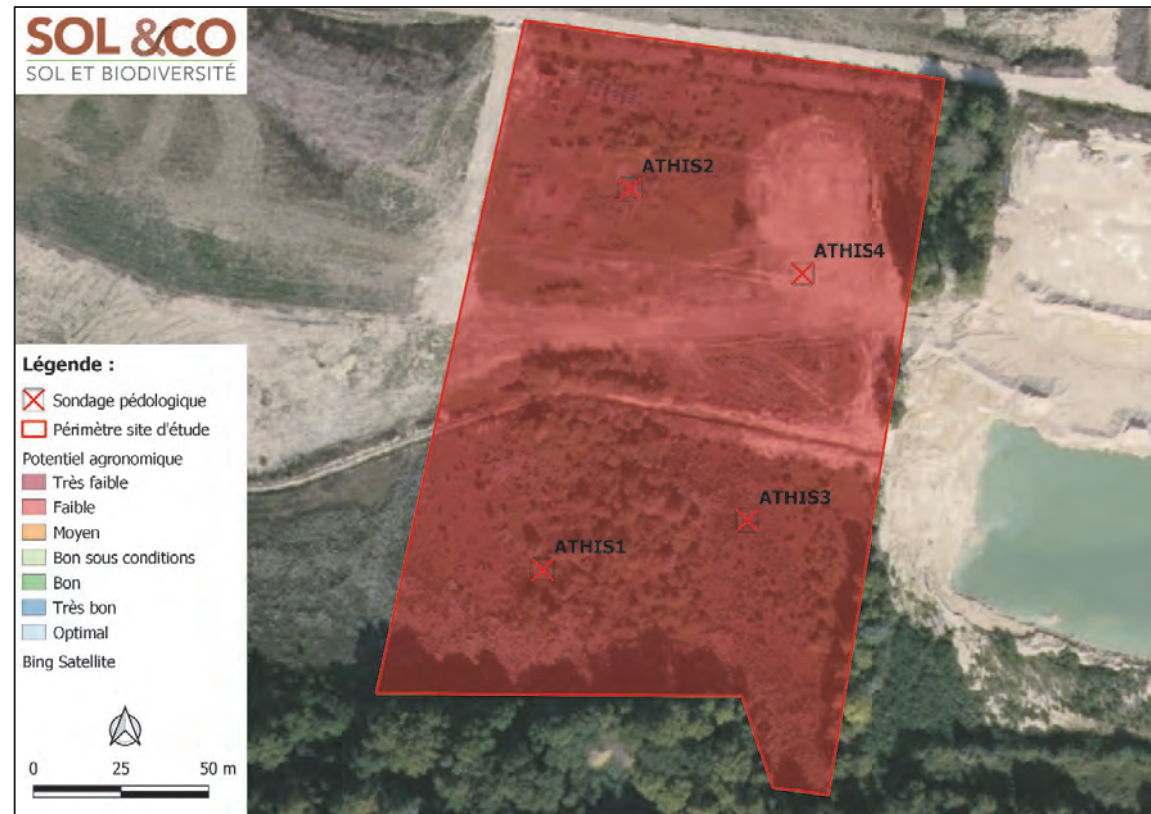 SOL &CO
SOL ET BIODIVERSITÉ
ATHIS2
ATHIS4
ATHIS3
ATHIS1
Légende :
Sondage pédologique
Périmètre site d'étude
Potentiel agronomique
Très faible
Faible
Moyen
Bon sous conditions
Bon
Très bon
Optimal
Bing Satellite
0 25 50 m